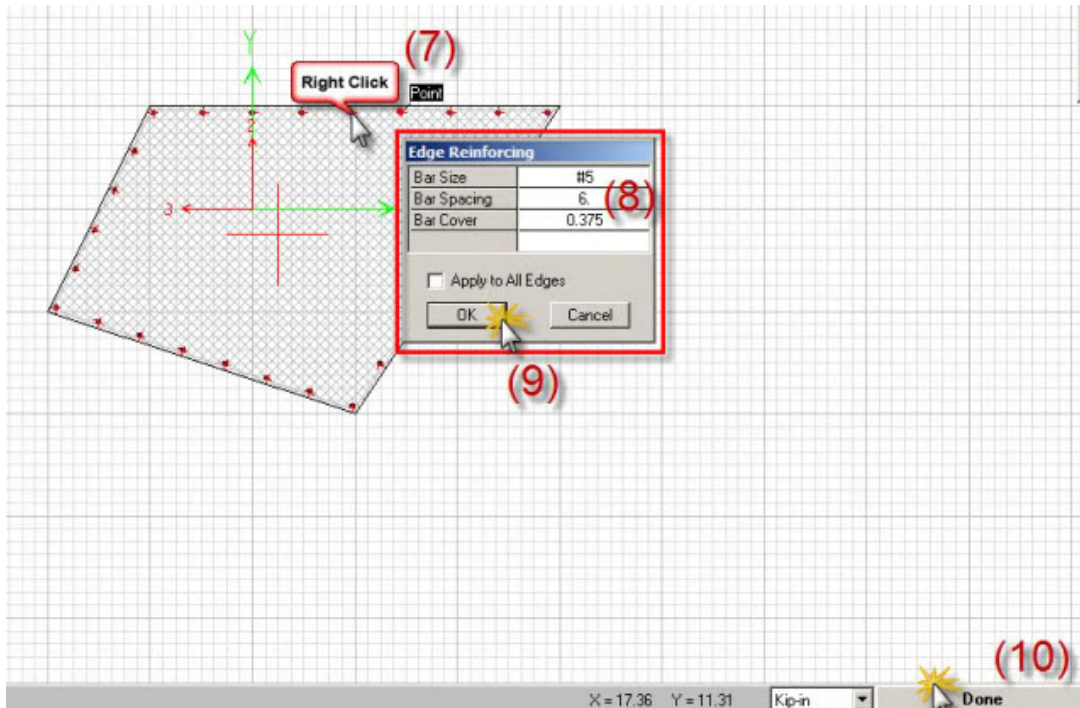 Y
(7)
Right Click
Point
2
3
Edge Reinforcing
Bar Size #5
Bar Spacing 6.
(8)
Bar Cover 0.375
Apply to All Edges
OK Cancel
(9)
(10)
X = 17.36 Y = 11.31 Kip-in Done